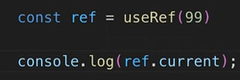 const ref = useRef(99)
console.log(ref.current);